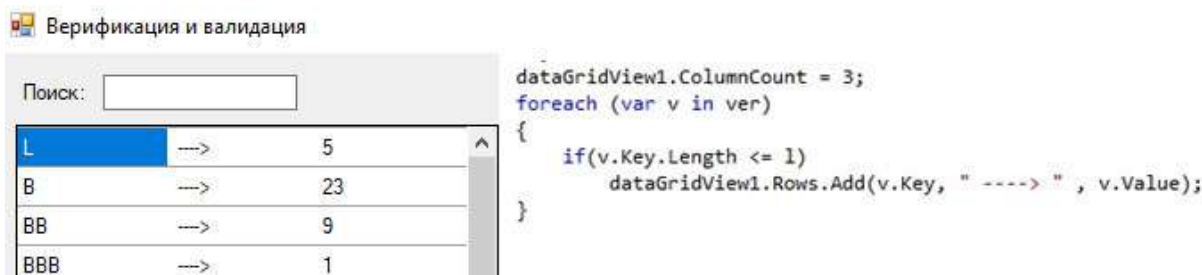 Верификация и валидация
Поиск:
L ---> 5
B ---> 23
BB ---> 9
BBB ---> 1
dataGridView1.ColumnCount = 3;
foreach (var v in ver)
{
if(v.Key.Length <= l)
dataGridView1.Rows.Add(v.Key, " ----> " , v.Value);
}